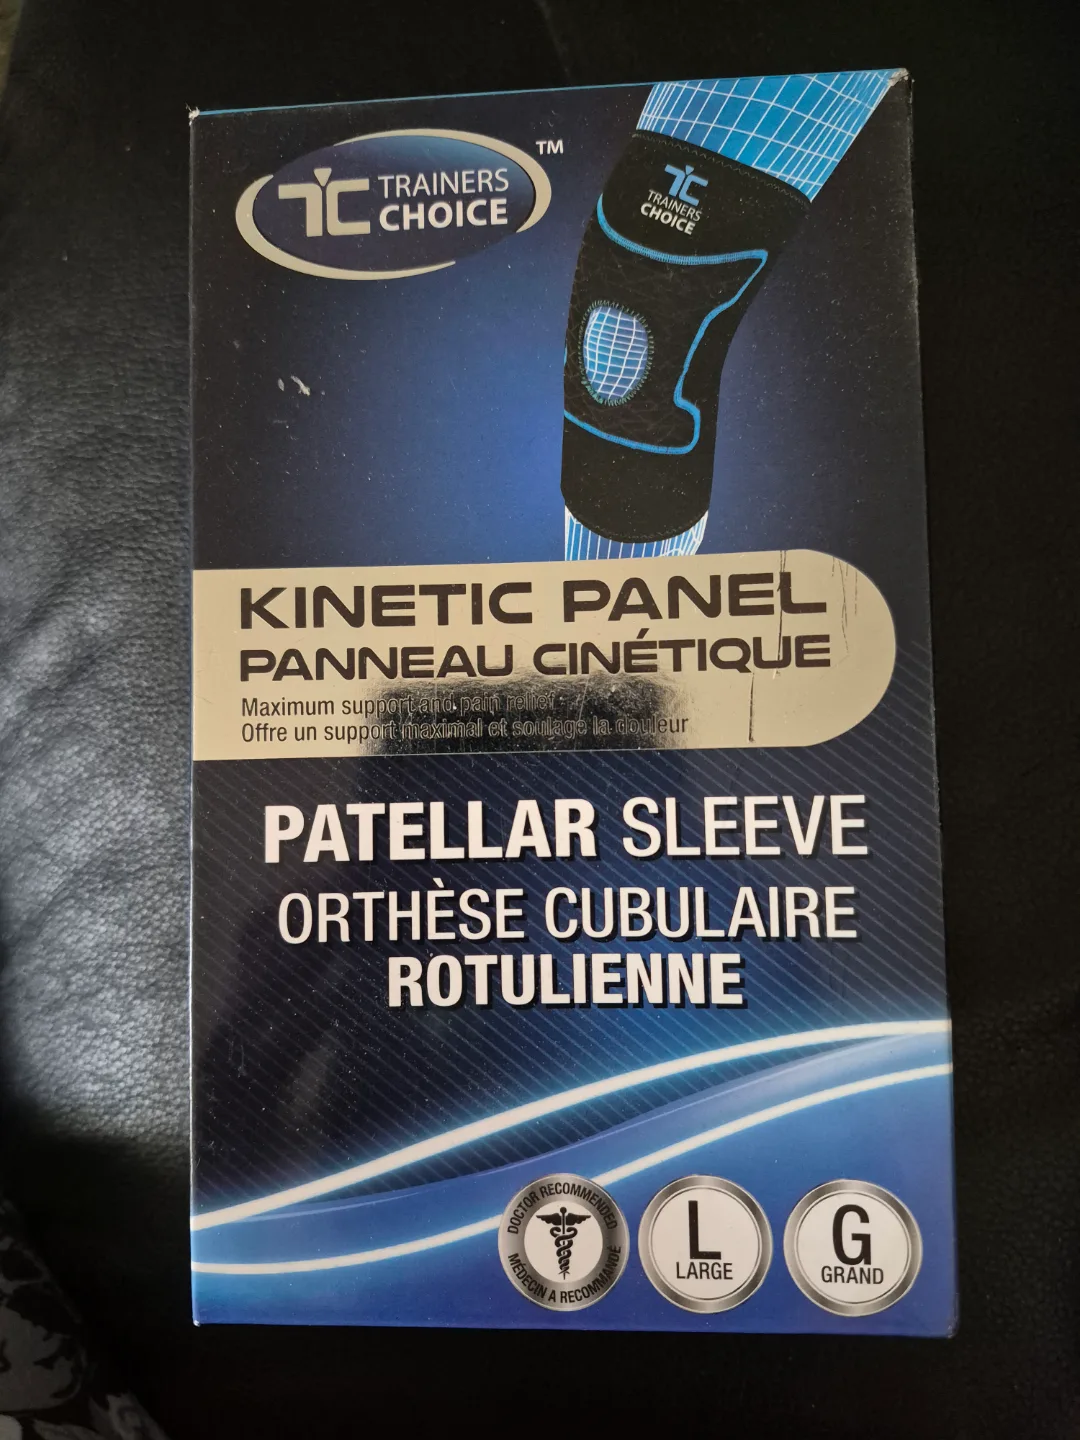 TC TRAINERS
CHOICE
TM
TC
TRAINERS
CHOICE
KINETIC PANEL
PANNEAU CINÉTIQUE
Maximum support and pain relief
Offre un support maximal et soulage la douleur
PATELLAR SLEEVE
ORTHÈSE CUBULAIRE
ROTULIENNE
DOCTOR RECOMMENDED
MÉDECIN A RECOMMANDÉ
L
LARGE
G
GRAND